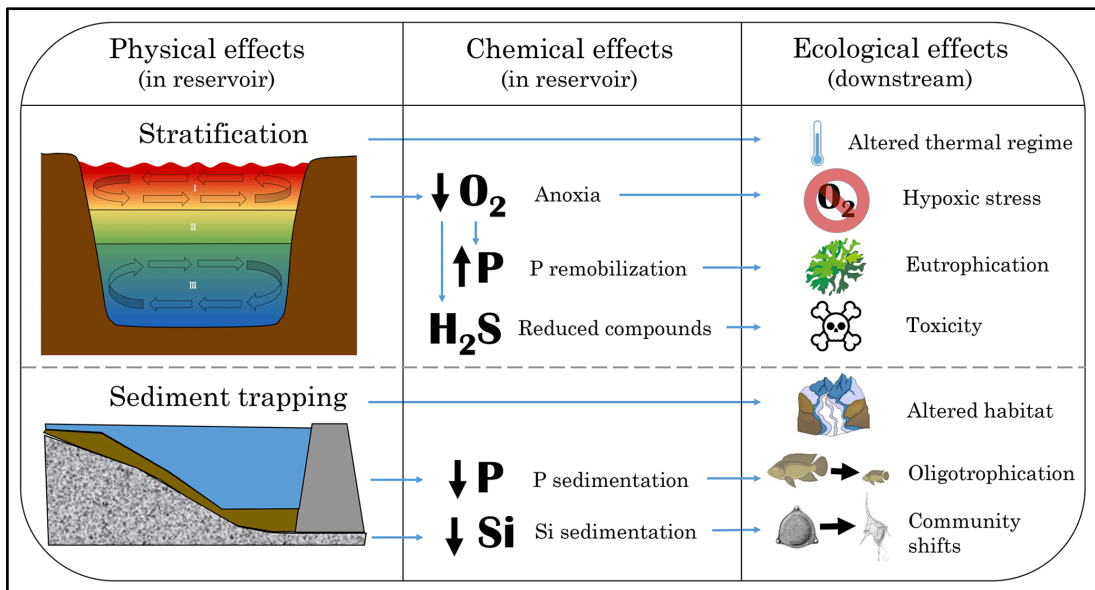 Physical effects
(in reservoir)
Chemical effects
(in reservoir)
Ecological effects
(downstream)
Stratification
I
II
III
O₂ Anoxia
P P remobilization
H₂S Reduced compounds
Altered thermal regime
O₂ Hypoxic stress
Eutrophication
Toxicity
Sediment trapping
P P sedimentation
Si Si sedimentation
Altered habitat
Oligotrophication
Community
shifts